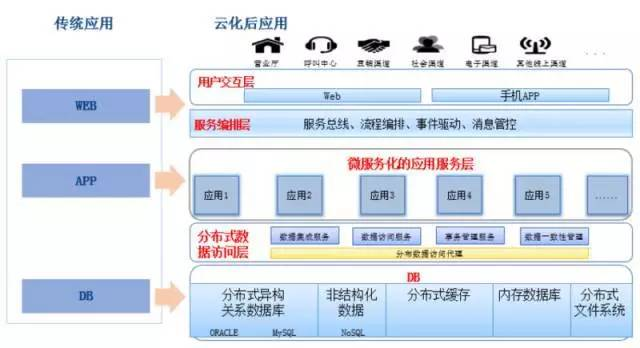 传统应用
云化后应用
营业厅
呼叫中心
直销渠道
社会渠道
电子渠道
其他线上渠道
......
WEB
用户交互层
Web
手机APP
服务编排层
服务总线、流程编排、事件驱动、消息管控
APP
微服务化的应用服务层
应用1
应用2
应用3
应用4
应用5
......
分布式数
据访问层
数据集成服务
数据访问服务
事务管理服务
数据一致性管理
分布数据访问代理
DB
DB
分布式异构
关系数据库
ORACLE
MySQL
非结构化
数据
NoSQL
分布式缓存
内存数据库
分布式
文件系统